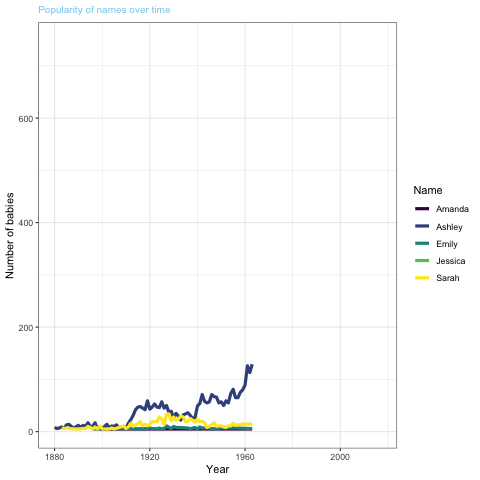 Popularity of names over time
600
400
200
0
Number of babies
1880
1920
1960
2000
Year
Name
Amanda
Ashley
Emily
Jessica
Sarah